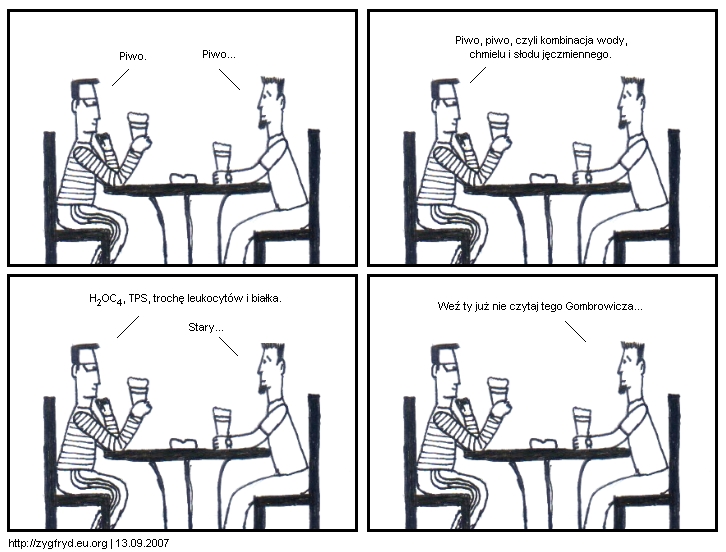 Piwo.
Piwo...
Piwo, piwo, czyli kombinacja wody,
chmielu i słodu jęczmiennego.
H₂OC₄, TPS, trochę leukocytów i białka.
Stary...
Weź ty już nie czytaj tego Gombrowicza...
http://zygfryd.eu.org | 13.09.2007